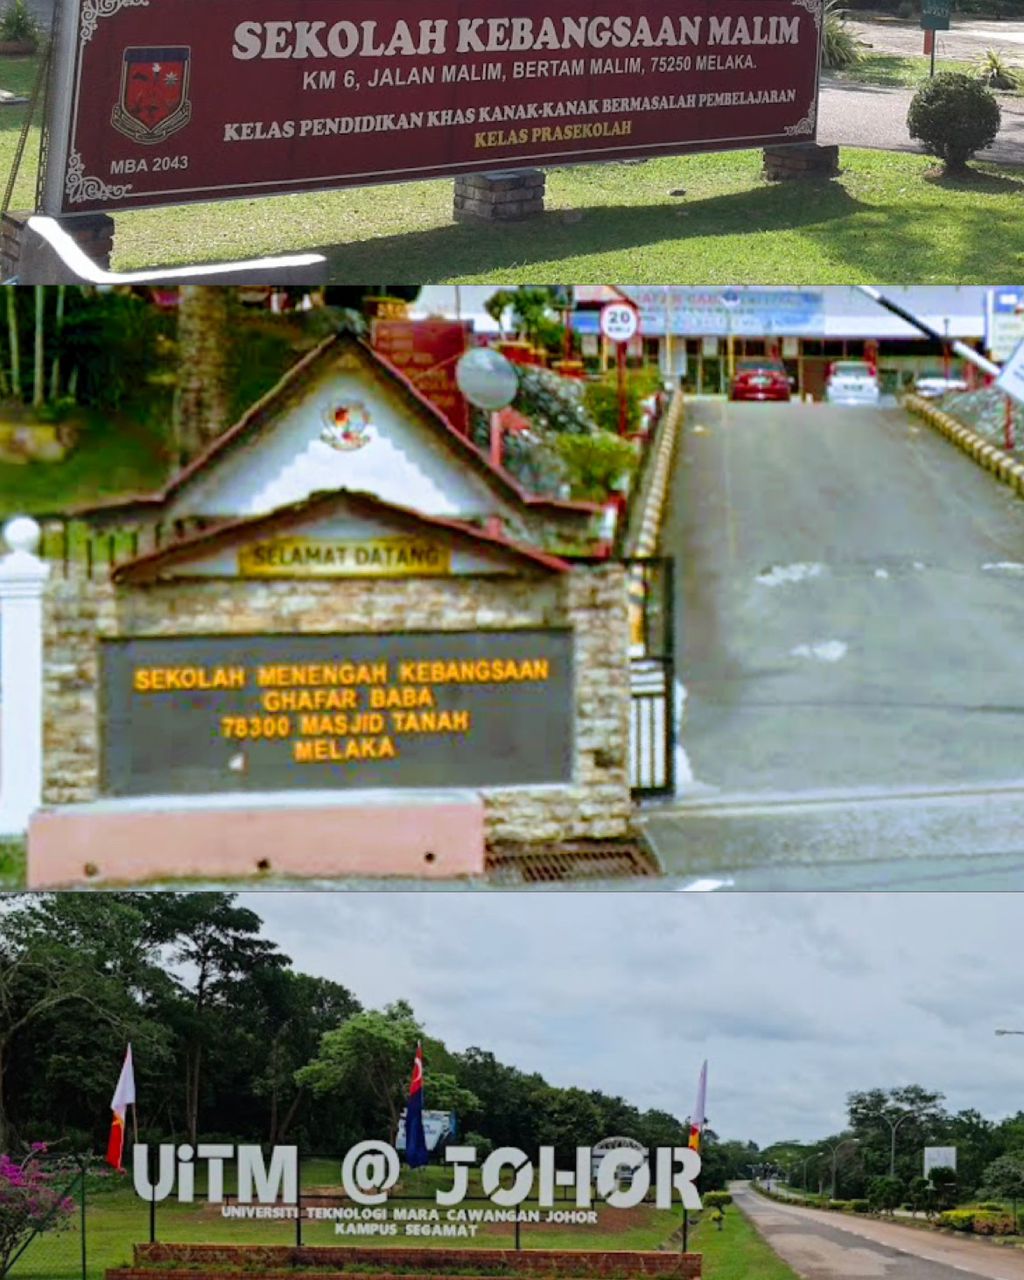 SEKOLAH KEBANGSAAN MALIM
KM 6, JALAN MALIM, BERTAM MALIM, 75250 MELAKA.
KELAS PENDIDIKAN KHAS KANAK-KANAK BERMASALAH PEMBELAJARAN
KELAS PRASEKOLAH
MBA 2043
20
SELAMAT DATANG
SEKOLAH MENENGAH KEBANGSAAN
GHAFAR BABA
78300 MASJID TANAH
MELAKA
UiTM @ JOHOR
UNIVERSITI TEKNOLOGI MARA CAWANGAN JOHOR
KAMPUS SEGAMAT